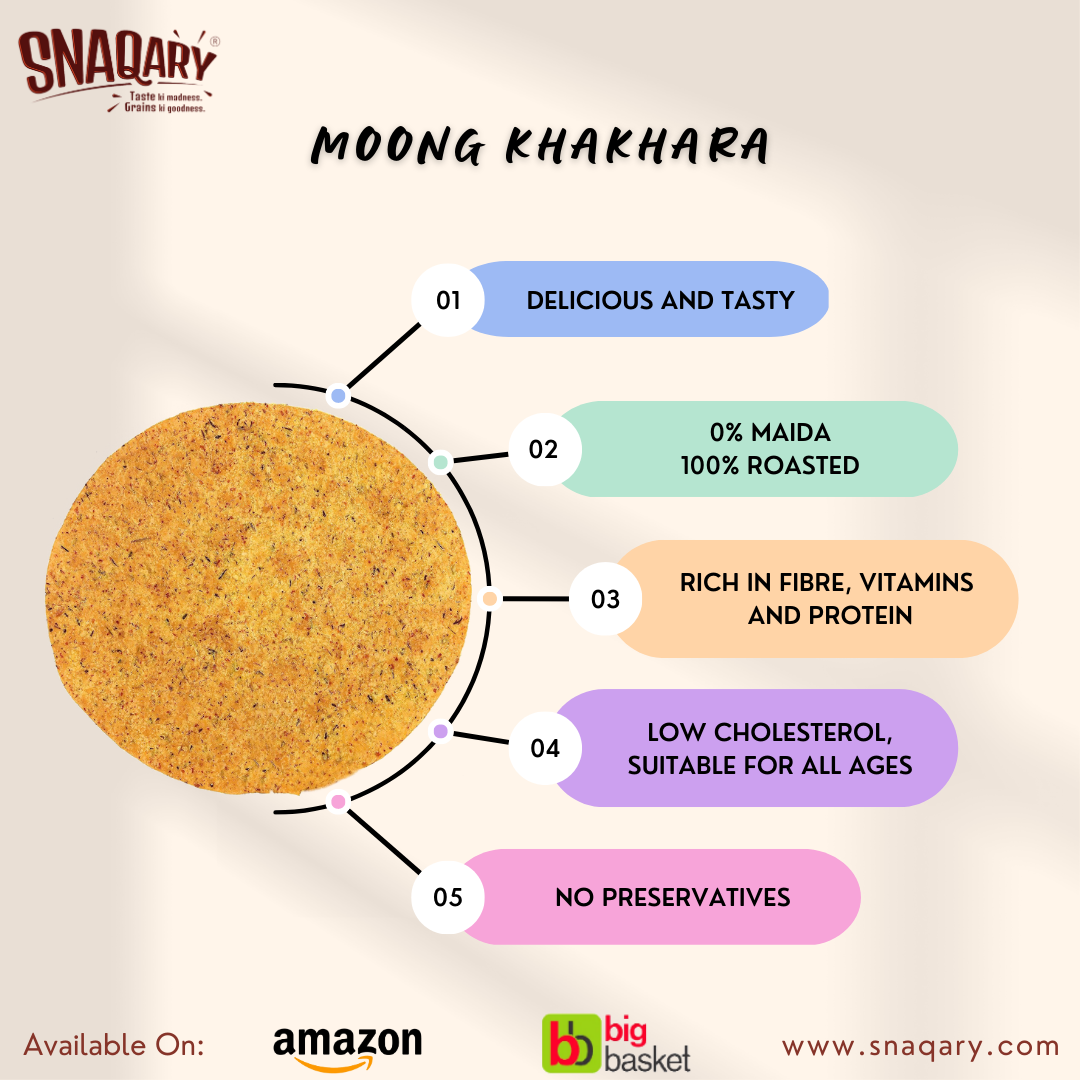 SNAQARY®
Taste ki madness.
Grains ki goodness.
MOONG KHAKHARA
01
DELICIOUS AND TASTY
02
0% MAIDA
100% ROASTED
03
RICH IN FIBRE, VITAMINS
AND PROTEIN
04
LOW CHOLESTEROL,
SUITABLE FOR ALL AGES
05
NO PRESERVATIVES
Available On:
amazon
bb
big
basket
www.snaqary.com